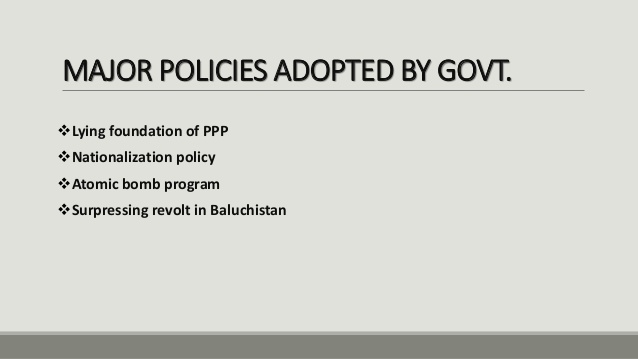 MAJOR POLICIES ADOPTED BY GOVT.
❖Lying foundation of PPP
❖Nationalization policy
❖Atomic bomb program
❖Surpressing revolt in Baluchistan